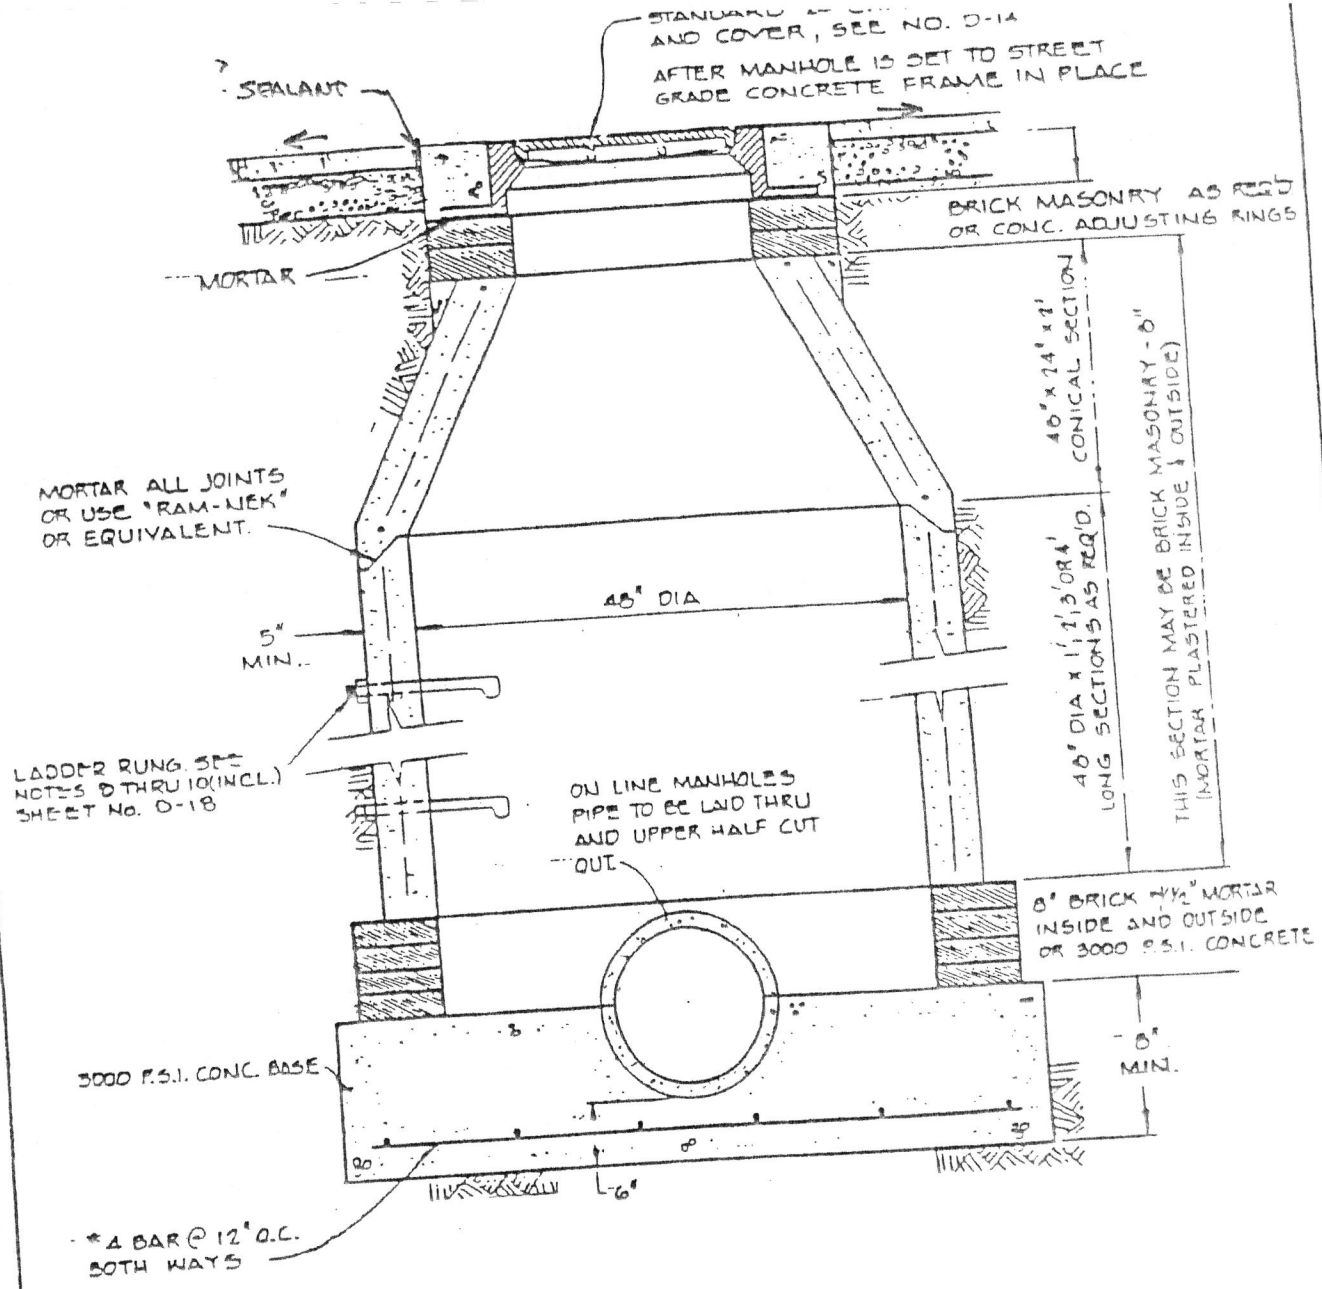 STANDARD
AND COVER, SEE NO. D-14
AFTER MANHOLE IS SET TO STREET
GRADE CONCRETE FRAME IN PLACE
?
SEALANT
BRICK MASONRY AS REQ'D
OR CONC. ADJUSTING RINGS
MORTAR
48" x 24" x 2'
CONICAL SECTION
THIS SECTION MAY BE BRICK MASONRY - 8"
(MORTAR PLASTERED INSIDE & OUTSIDE)
MORTAR ALL JOINTS
OR USE "RAM-NEK"
OR EQUIVALENT.
48" DIA
5"
MIN.
48" DIA x 1', 2', 3' OR 4'
LONG SECTIONS AS REQ'D.
LADDER RUNG. SEE
NOTES 8 THRU 10 (INCL.)
SHEET No. D-18
ON LINE MANHOLES
PIPE TO BE LAID THRU
AND UPPER HALF CUT
OUT
8" BRICK W/ 1/2" MORTAR
INSIDE AND OUTSIDE
OR 3000 P.S.I. CONCRETE
3000 P.S.I. CONC. BASE
8"
MIN.
6"
#4 BAR @ 12" O.C.
BOTH WAYS